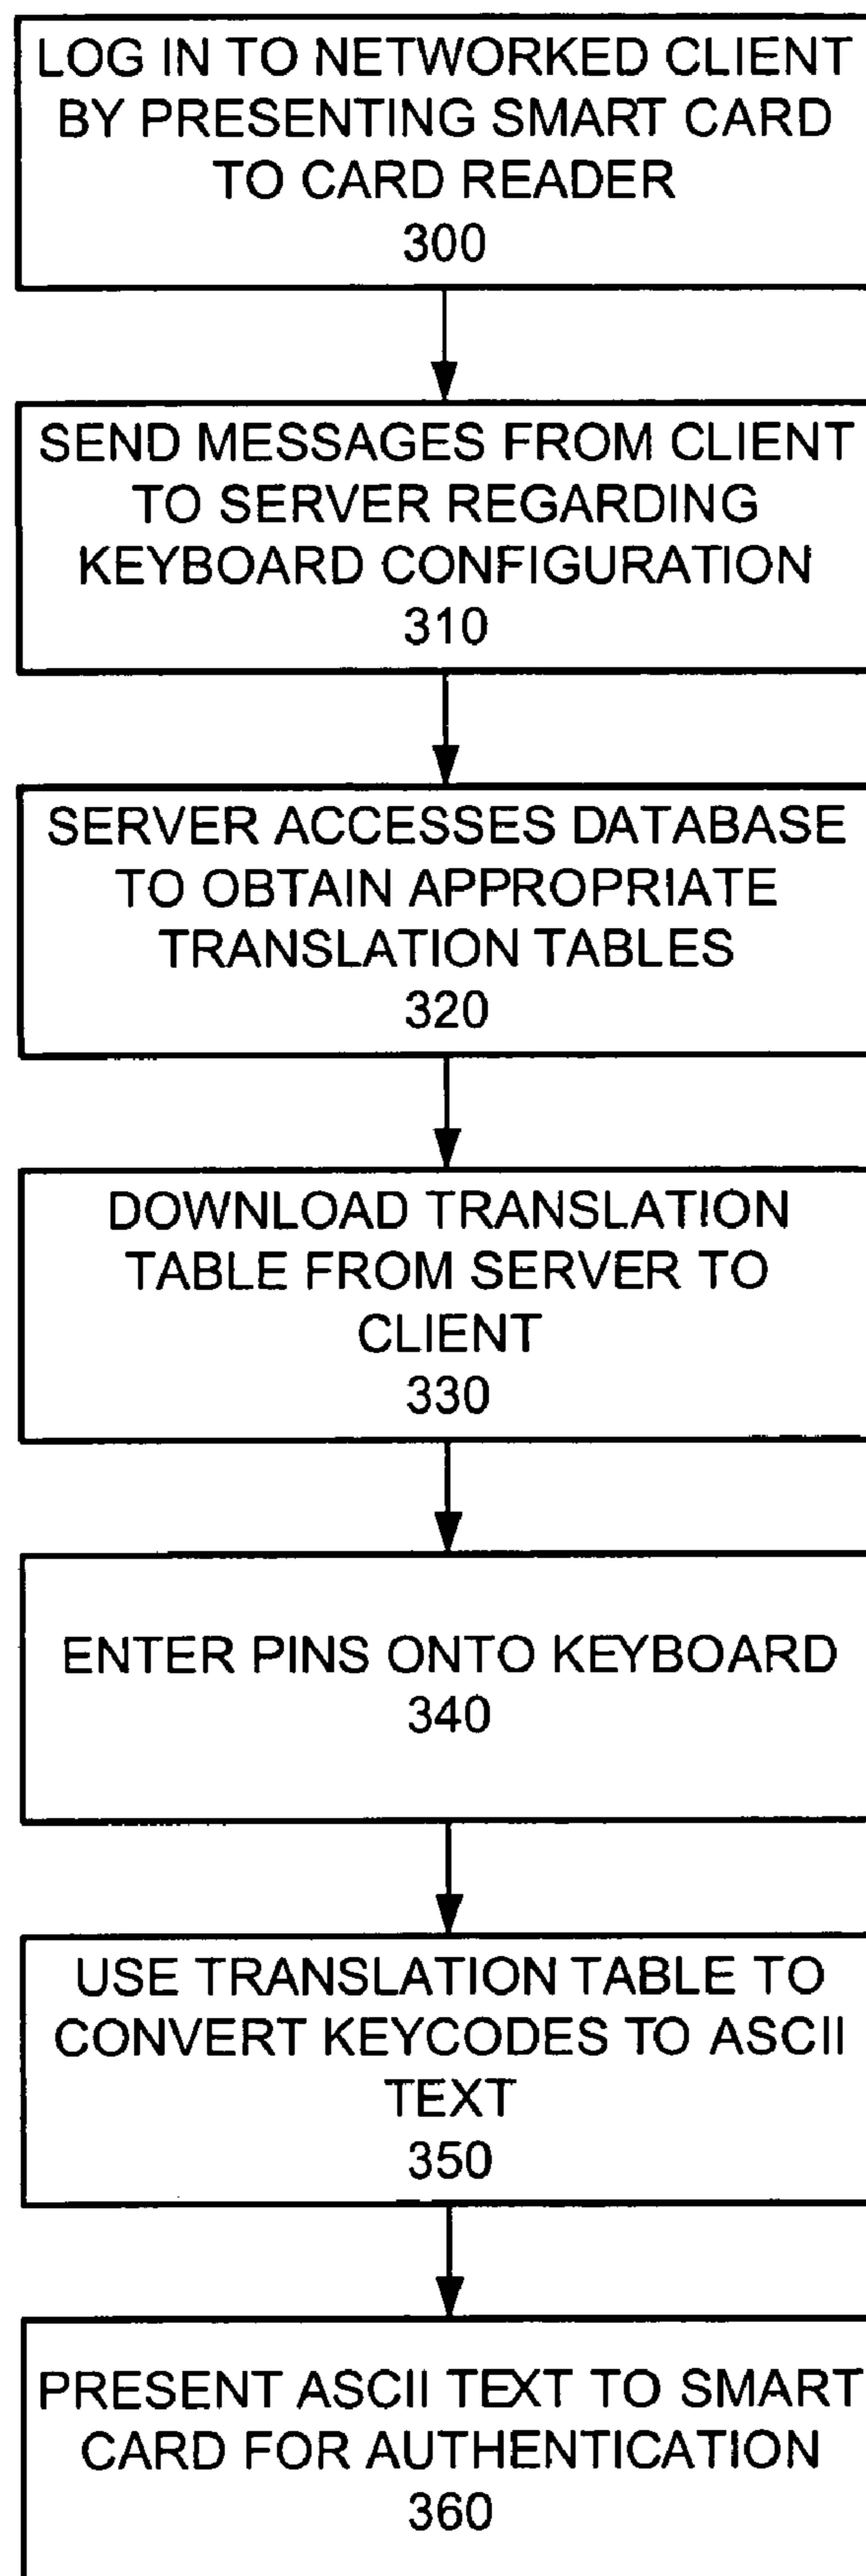 LOG IN TO NETWORKED CLIENT
BY PRESENTING SMART CARD
TO CARD READER
300
SEND MESSAGES FROM CLIENT
TO SERVER REGARDING
KEYBOARD CONFIGURATION
310
SERVER ACCESSES DATABASE
TO OBTAIN APPROPRIATE
TRANSLATION TABLES
320
DOWNLOAD TRANSLATION
TABLE FROM SERVER TO
CLIENT
330
ENTER PINS ONTO KEYBOARD
340
USE TRANSLATION TABLE TO
CONVERT KEYCODES TO ASCII
TEXT
350
PRESENT ASCII TEXT TO SMART
CARD FOR AUTHENTICATION
360